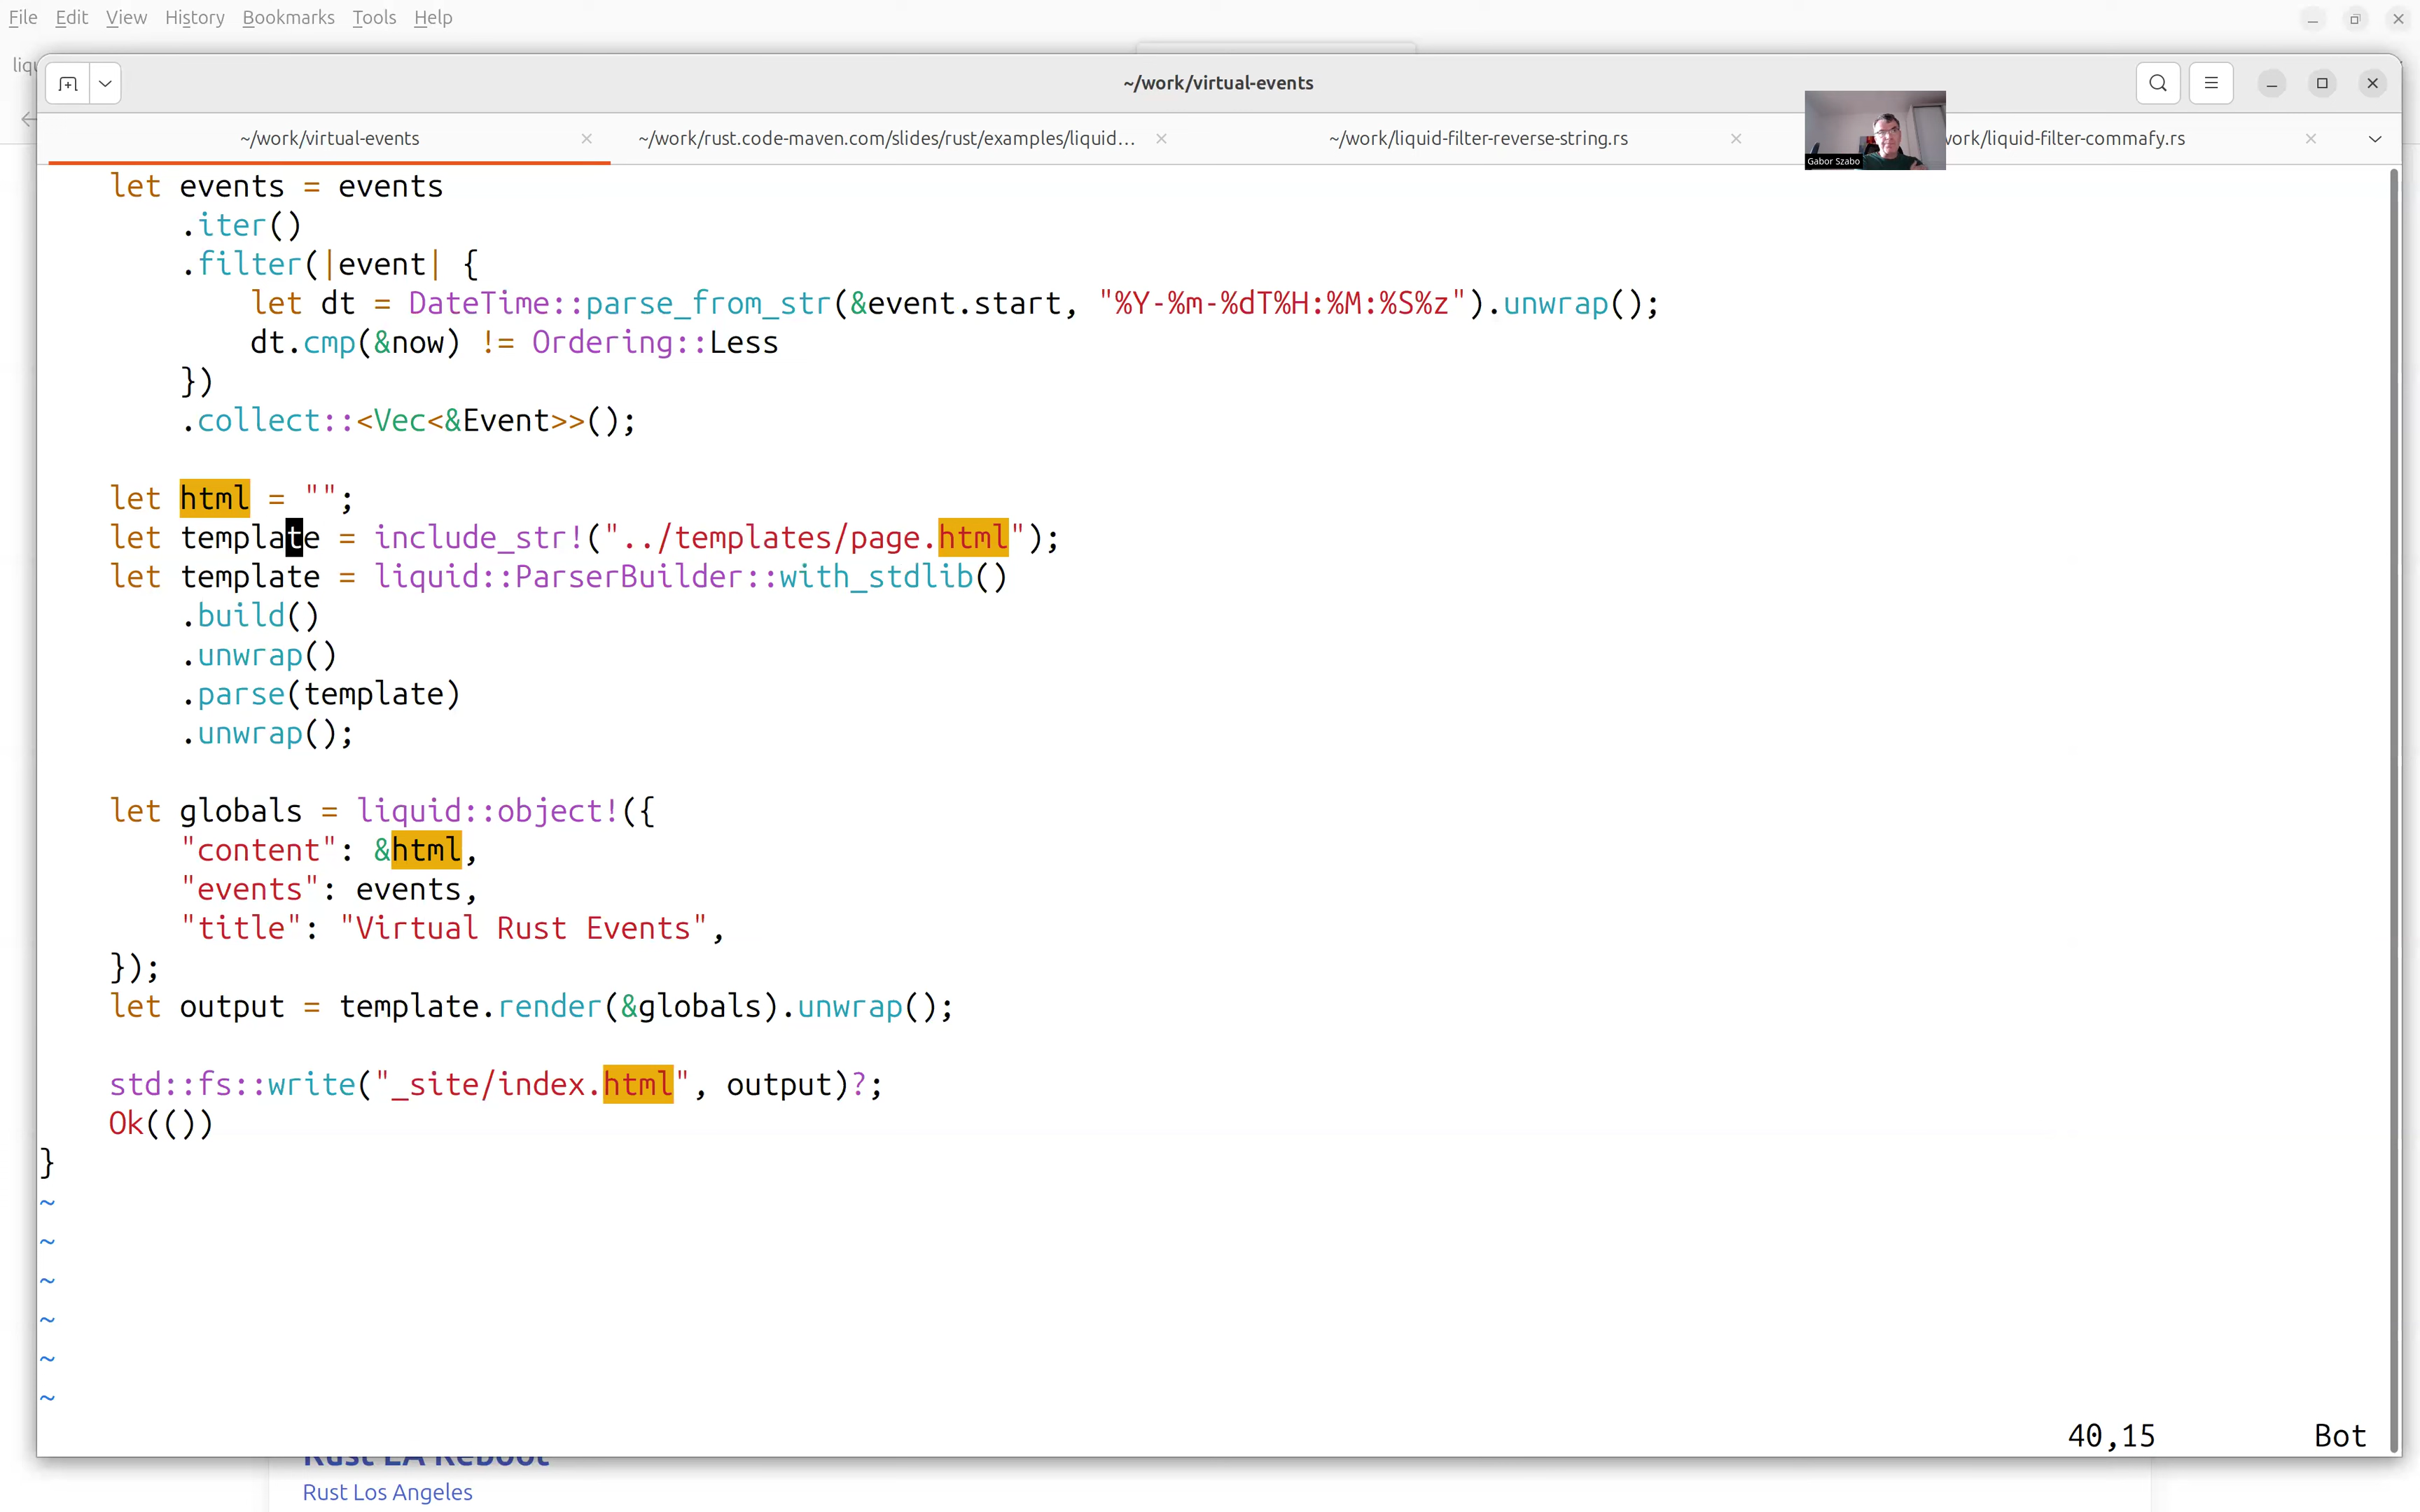 File Edit View History Bookmarks Tools Help
~/work/virtual-events
~/work/virtual-events ~/work/rust.code-maven.com/slides/rust/examples/liquid... ~/work/liquid-filter-reverse-string.rs work/liquid-filter-commafy.rs
Gabor Szabo
let events = events
.iter()
.filter(|event| {
let dt = DateTime::parse_from_str(&event.start, "%Y-%m-%dT%H:%M:%S%z").unwrap();
dt.cmp(&now) != Ordering::Less
})
.collect::<Vec<&Event>>();
let html = "";
let template = include_str!("../templates/page.html");
let template = liquid::ParserBuilder::with_stdlib()
.build()
.unwrap()
.parse(template)
.unwrap();
let globals = liquid::object!({
"content": &html,
"events": events,
"title": "Virtual Rust Events",
});
let output = template.render(&globals).unwrap();
std::fs::write("_site/index.html", output)?;
Ok(())
}
~
~
~
~
~
~
40,15 Bot
Rust LA Reboot
Rust Los Angeles